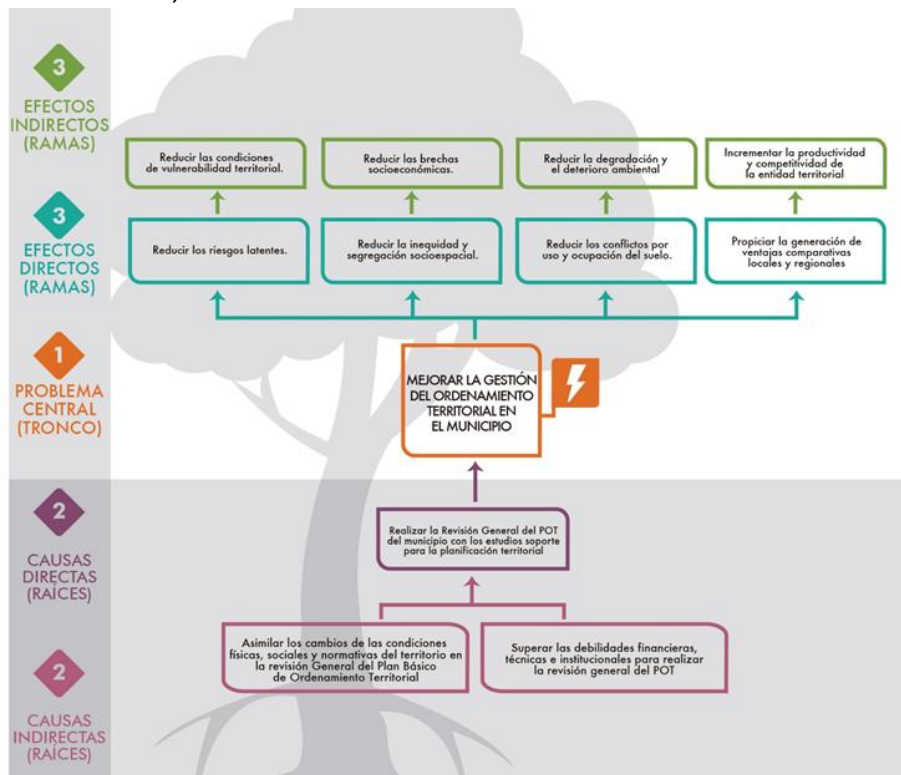 3
EFECTOS
INDIRECTOS
(RAMAS)
Reducir las condiciones
de vulnerabilidad territorial.
Reducir las brechas
socioeconómicas.
Reducir la degradación y
el deterioro ambiental
Incrementar la productividad
y competitividad de
la entidad territorial
3
EFECTOS
DIRECTOS
(RAMAS)
Reducir los riesgos latentes.
Reducir la inequidad y
segregación socioespacial.
Reducir los conflictos por
uso y ocupación del suelo.
Propiciar la generación de
ventajas comparativas
locales y regionales
1
PROBLEMA
CENTRAL
(TRONCO)
MEJORAR LA GESTIÓN
DEL ORDENAMIENTO
TERRITORIAL EN
EL MUNICIPIO
2
CAUSAS
DIRECTAS
(RAÍCES)
Realizar la Revisión General del POT
del municipio con los estudios soporte
para la planificación territorial
2
CAUSAS
INDIRECTAS
(RAÍCES)
Asimilar los cambios de las condiciones
físicas, sociales y normativas del territorio en
la revisión General del Plan Básico
de Ordenamiento Territorial
Superar las debilidades financieras,
técnicas e institucionales para realizar
la revisión general del POT